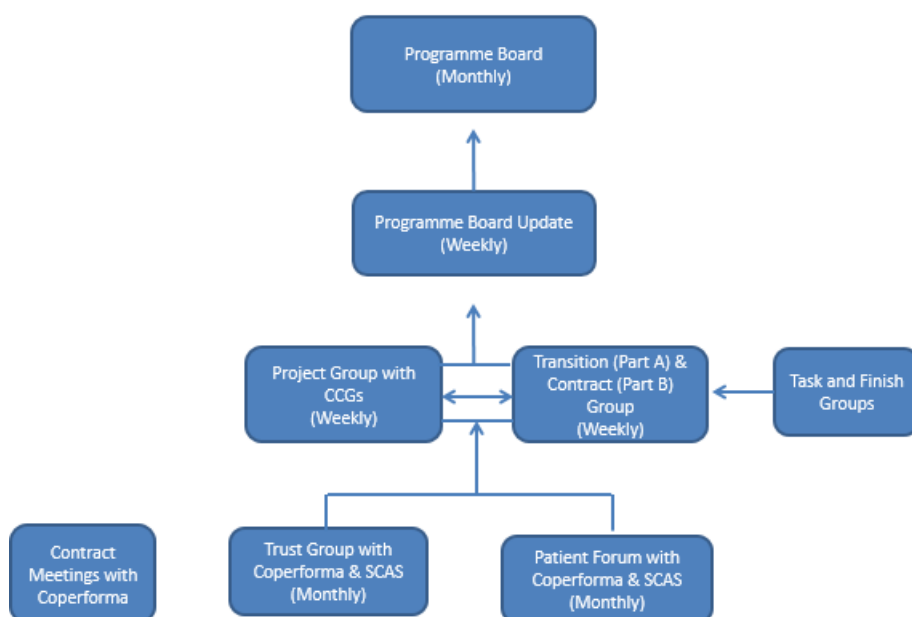 Programme Board
(Monthly)
Programme Board Update
(Weekly)
Project Group with
CCGs
(Weekly)
Transition (Part A) &
Contract (Part B)
Group
(Weekly)
Task and Finish
Groups
Contract
Meetings with
Coperforma
Trust Group with
Coperforma & SCAS
(Monthly)
Patient Forum with
Coperforma & SCAS
(Monthly)